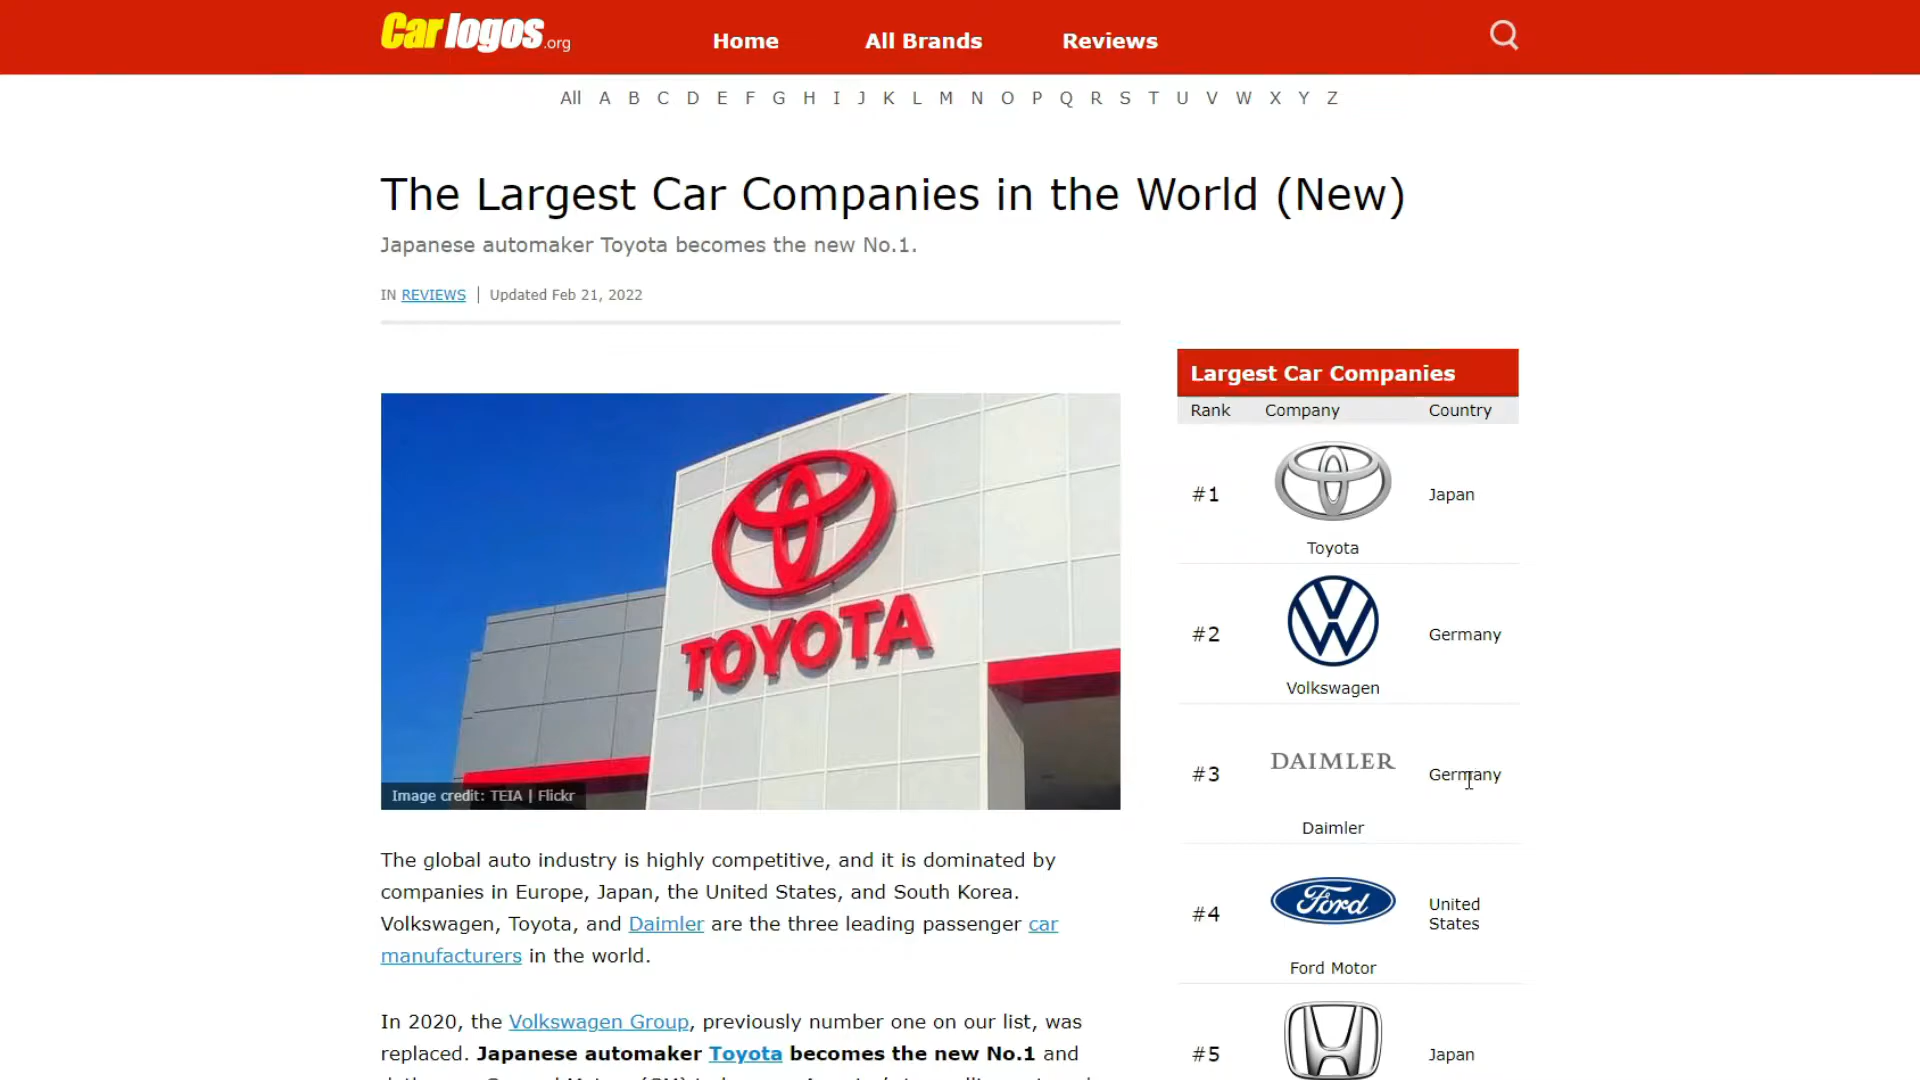 Carlogos.org
Home All Brands Reviews
All A B C D E F G H I J K L M N O P Q R S T U V W X Y Z
The Largest Car Companies in the World (New)
Japanese automaker Toyota becomes the new No.1.
IN REVIEWS | Updated Feb 21, 2022
TOYOTA
Image credit: TEIA | Flickr
The global auto industry is highly competitive, and it is dominated by
companies in Europe, Japan, the United States, and South Korea.
Volkswagen, Toyota, and Daimler are the three leading passenger car
manufacturers in the world.
In 2020, the Volkswagen Group, previously number one on our list, was
replaced. Japanese automaker Toyota becomes the new No.1 and
Largest Car Companies
Rank Company Country
#1 Japan
Toyota
#2 Germany
Volkswagen
DAIMLER
#3 Germany
Daimler
Ford
#4 United States
Ford Motor
#5 Japan